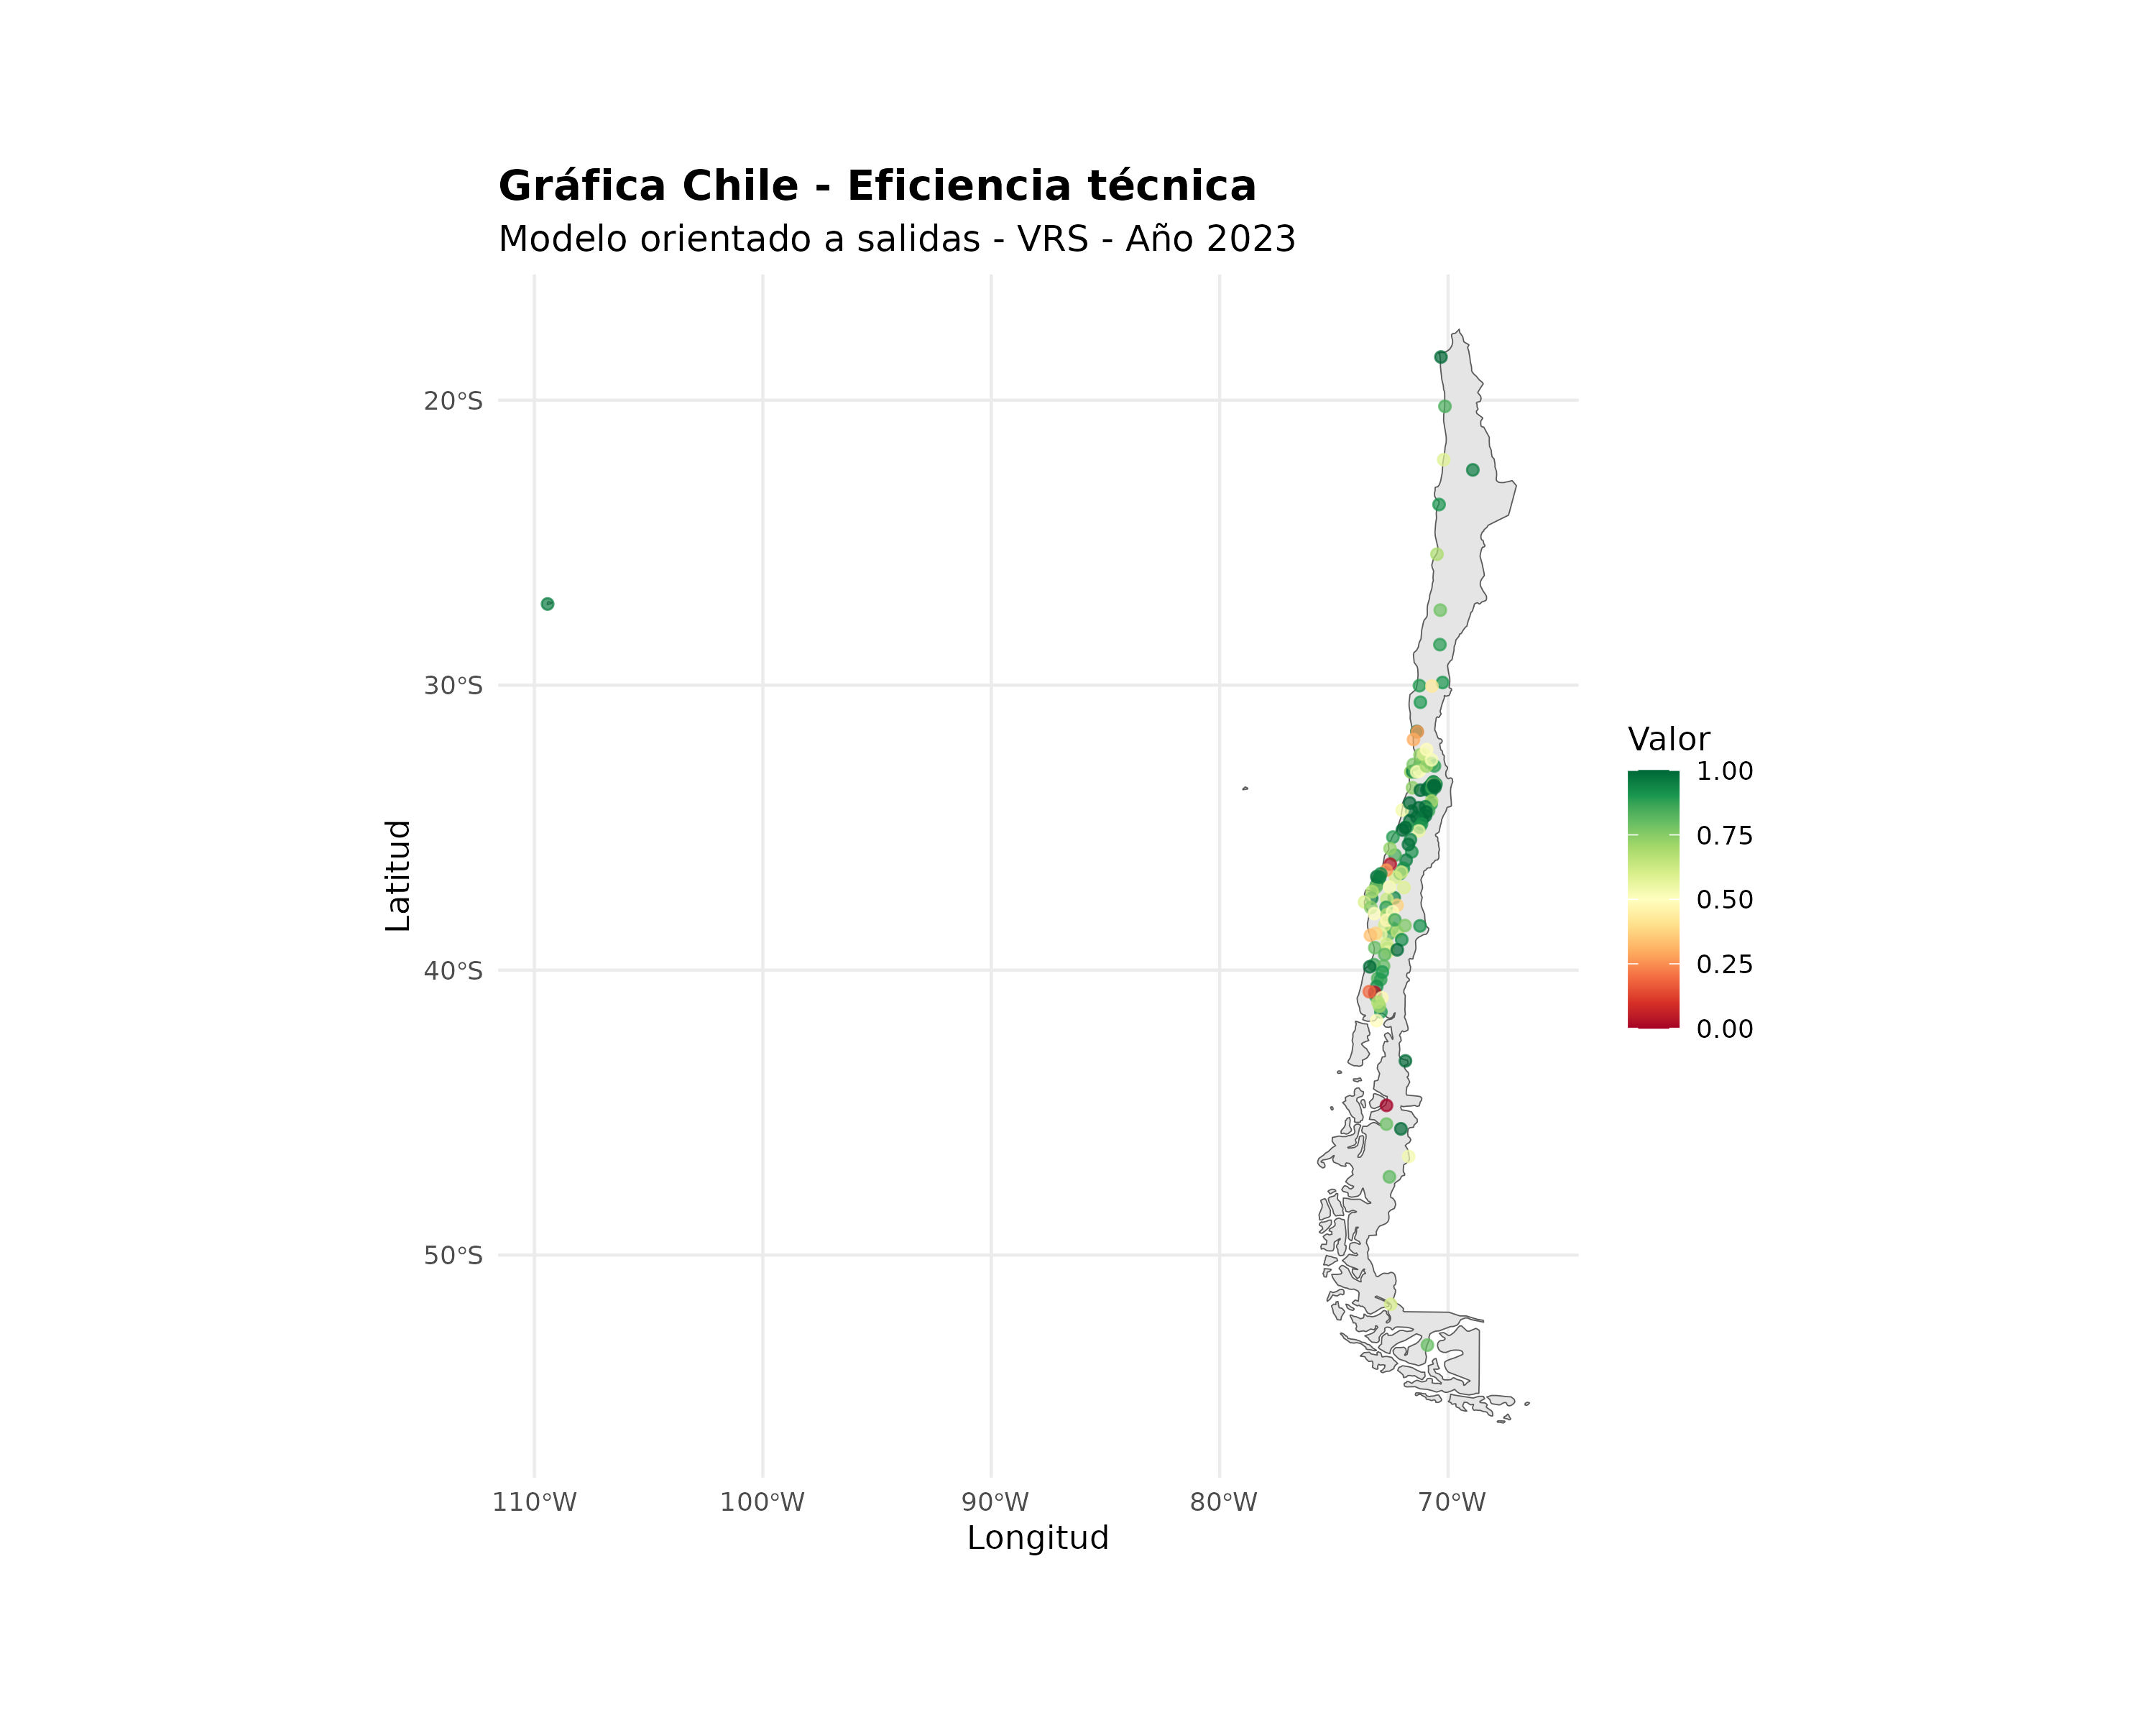 Gráfica Chile - Eficiencia técnica
Modelo orientado a salidas - VRS - Año 2023
20°S
30°S
40°S
50°S
Latitud
110°W
100°W
90°W
80°W
70°W
Longitud
Valor
1.00
0.75
0.50
0.25
0.00